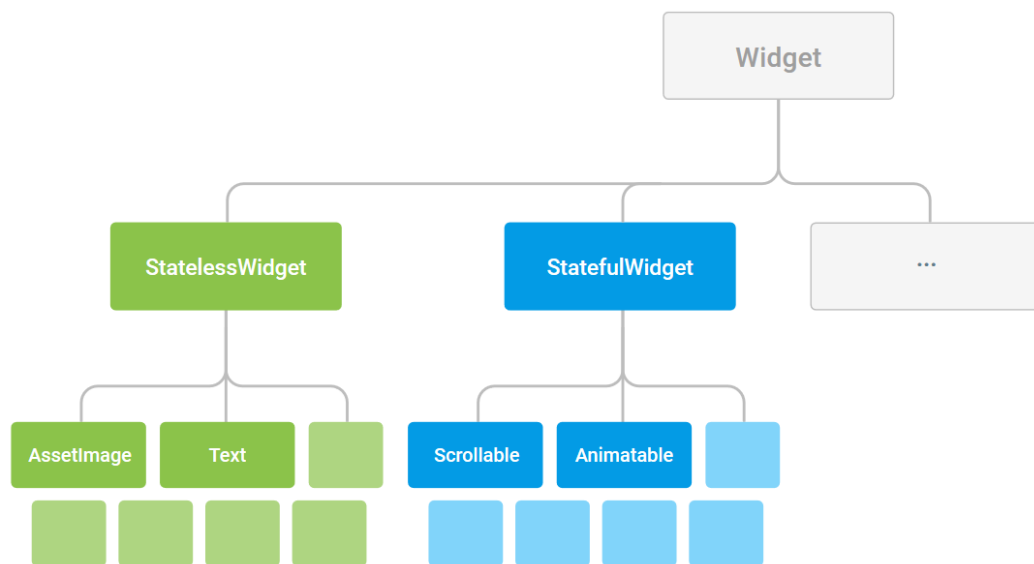 Widget
StatelessWidget
StatefulWidget
...
AssetImage
Text
Scrollable
Animatable